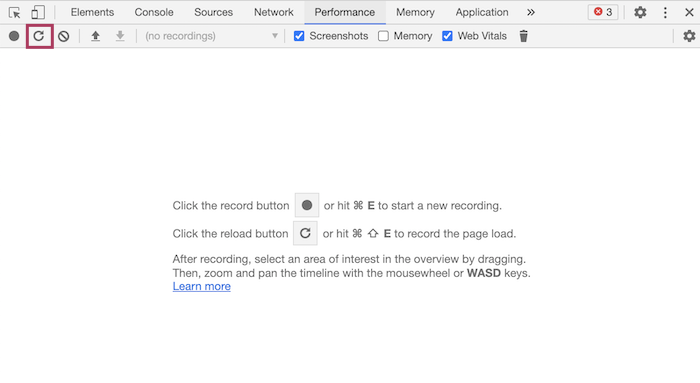 Elements Console Sources Network Performance Memory Application » 3
(no recordings) Screenshots Memory Web Vitals
Click the record button or hit ⌘ E to start a new recording.
Click the reload button or hit ⌘ ⇧ E to record the page load.
After recording, select an area of interest in the overview by dragging.
Then, zoom and pan the timeline with the mousewheel or WASD keys.
Learn more